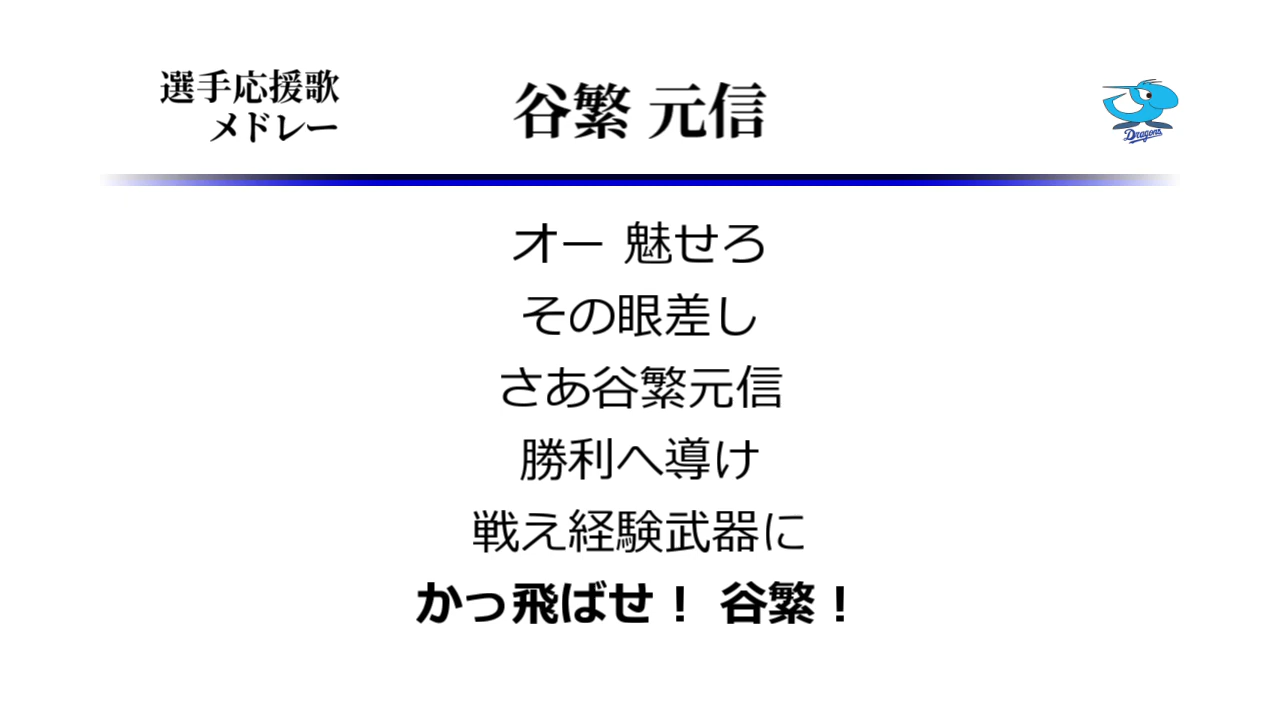 選手応援歌
メドレー
谷繁 元信
Dragons
オー 魅せろ
その眼差し
さあ谷繁元信
勝利へ導け
戦え経験武器に
かっ飛ばせ！ 谷繁！